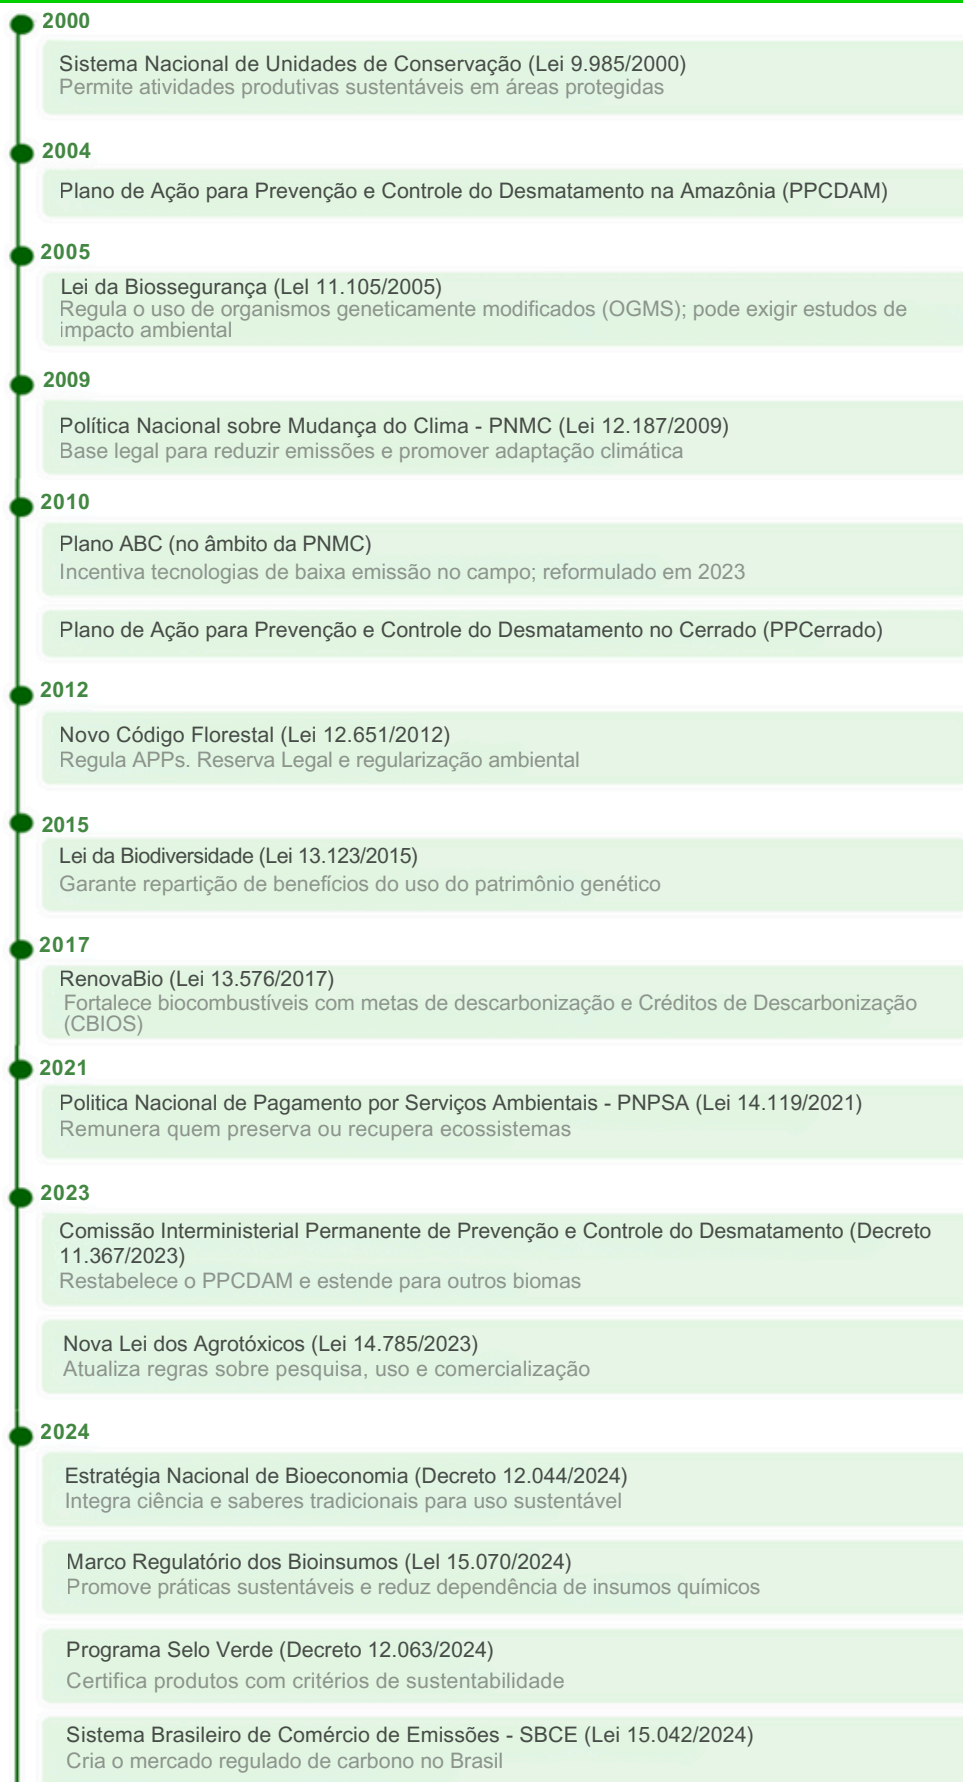 2000
Sistema Nacional de Unidades de Conservação (Lei 9.985/2000)
Permite atividades produtivas sustentáveis em áreas protegidas
2004
Plano de Ação para Prevenção e Controle do Desmatamento na Amazônia (PPCDAM)
2005
Lei da Biossegurança (Lel 11.105/2005)
Regula o uso de organismos geneticamente modificados (OGMS); pode exigir estudos de
impacto ambiental
2009
Política Nacional sobre Mudança do Clima - PNMC (Lei 12.187/2009)
Base legal para reduzir emissões e promover adaptação climática
2010
Plano ABC (no âmbito da PNMC)
Incentiva tecnologias de baixa emissão no campo; reformulado em 2023
Plano de Ação para Prevenção e Controle do Desmatamento no Cerrado (PPCerrado)
2012
Novo Código Florestal (Lei 12.651/2012)
Regula APPs. Reserva Legal e regularização ambiental
2015
Lei da Biodiversidade (Lei 13.123/2015)
Garante repartição de benefícios do uso do patrimônio genético
2017
RenovaBio (Lei 13.576/2017)
Fortalece biocombustíveis com metas de descarbonização e Créditos de Descarbonização
(CBIOS)
2021
Politica Nacional de Pagamento por Serviços Ambientais - PNPSA (Lei 14.119/2021)
Remunera quem preserva ou recupera ecossistemas
2023
Comissão Interministerial Permanente de Prevenção e Controle do Desmatamento (Decreto
11.367/2023)
Restabelece o PPCDAM e estende para outros biomas
Nova Lei dos Agrotóxicos (Lei 14.785/2023)
Atualiza regras sobre pesquisa, uso e comercialização
2024
Estratégia Nacional de Bioeconomia (Decreto 12.044/2024)
Integra ciência e saberes tradicionais para uso sustentável
Marco Regulatório dos Bioinsumos (Lel 15.070/2024)
Promove práticas sustentáveis e reduz dependência de insumos químicos
Programa Selo Verde (Decreto 12.063/2024)
Certifica produtos com critérios de sustentabilidade
Sistema Brasileiro de Comércio de Emissões - SBCE (Lei 15.042/2024)
Cria o mercado regulado de carbono no Brasil